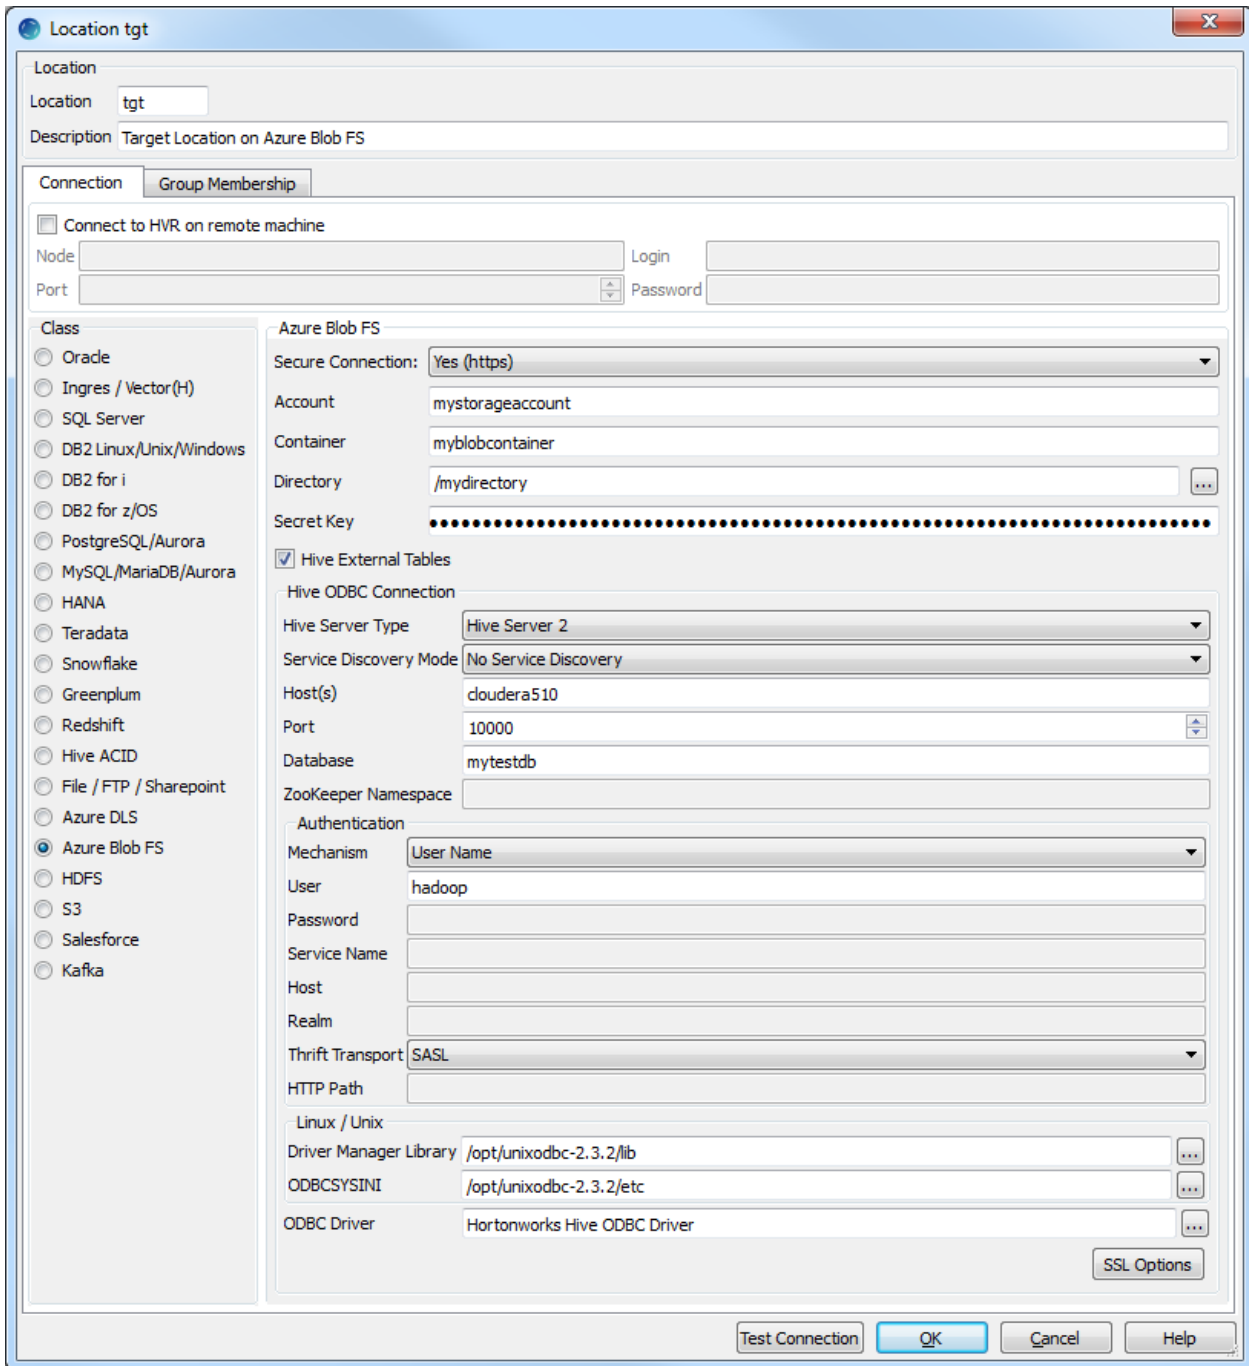 Location tgt
Location
Location tgt
Description Target Location on Azure Blob FS
Connection Group Membership
Connect to HVR on remote machine
Node Login
Port Password
Class
Oracle
Ingres / Vector(H)
SQL Server
DB2 Linux/Unix/Windows
DB2 for i
DB2 for z/OS
PostgreSQL/Aurora
MySQL/MariaDB/Aurora
HANA
Teradata
Snowflake
Greenplum
Redshift
Hive ACID
File / FTP / Sharepoint
Azure DLS
Azure Blob FS
HDFS
S3
Salesforce
Kafka
Azure Blob FS
Secure Connection: Yes (https)
Account mystorageaccount
Container myblobcontainer
Directory /mydirectory ...
Secret Key
Hive External Tables
Hive ODBC Connection
Hive Server Type Hive Server 2
Service Discovery Mode No Service Discovery
Host(s) cloudera510
Port 10000
Database mytestdb
ZooKeeper Namespace
Authentication
Mechanism User Name
User hadoop
Password
Service Name
Host
Realm
Thrift Transport SASL
HTTP Path
Linux / Unix
Driver Manager Library /opt/unixodbc-2.3.2/lib ...
ODBCSYSINI /opt/unixodbc-2.3.2/etc ...
ODBC Driver Hortonworks Hive ODBC Driver ...
SSL Options
Test Connection OK Cancel Help